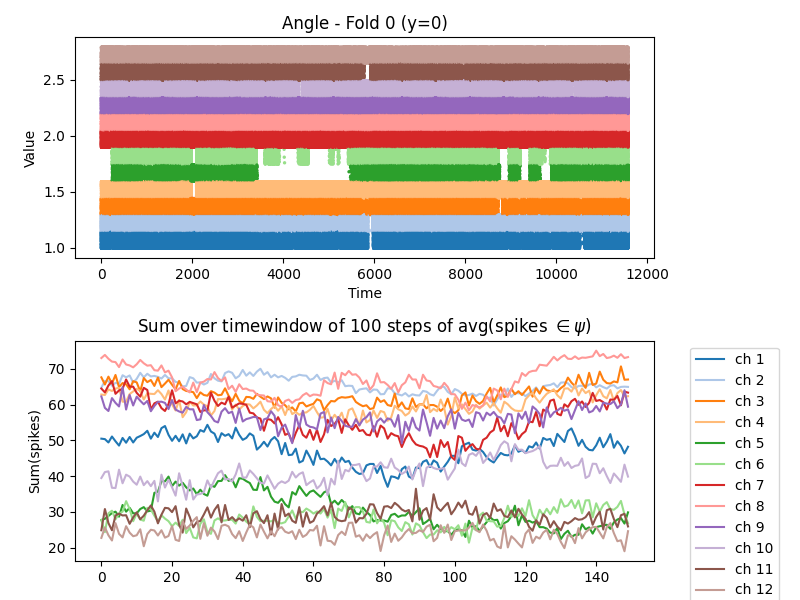 Angle - Fold 0 (y=0)
Value
2.5
2.0
1.5
1.0
0
2000
4000
6000
8000
10000
12000
Time
Sum over timewindow of 100 steps of avg(spikes ∈ψ)
Sum(spikes)
70
60
50
40
30
20
0
20
40
60
80
100
120
140
ch 1
ch 2
ch 3
ch 4
ch 5
ch 6
ch 7
ch 8
ch 9
ch 10
ch 11
ch 12